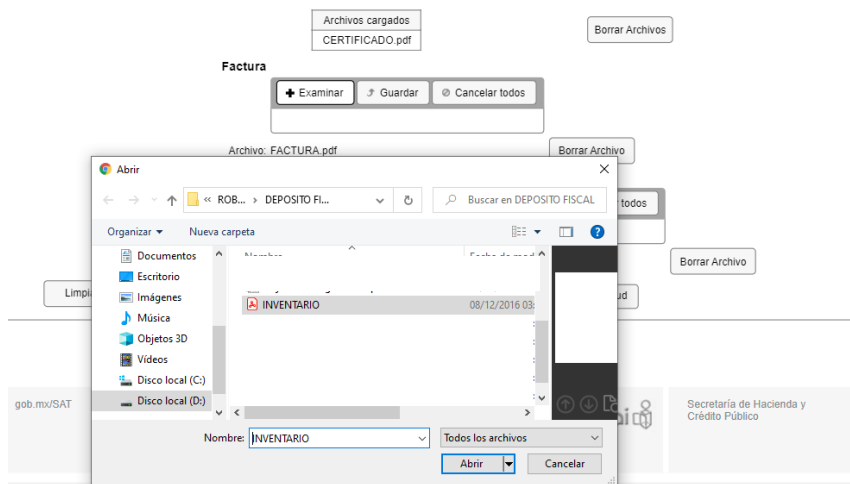 Archivos cargados
CERTIFICADO.pdf
Borrar Archivos
Factura
Examinar
Guardar
Cancelar todos
Archivo: FACTURA.pdf
Borrar Archivo
Abrir
« ROB... › DEPOSITO FI...
Buscar en DEPOSITO FISCAL
todos
Organizar
Nueva carpeta
Documentos
Escritorio
Imágenes
Música
Objetos 3D
Vídeos
Disco local (C:)
Disco local (D:)
Nombre
INVENTARIO
08/12/2016 03:
Borrar Archivo
Limpi
ud
gob.mx/SAT
Secretaría de Hacienda y
Crédito Público
Nombre: INVENTARIO
Todos los archivos
Abrir
Cancelar